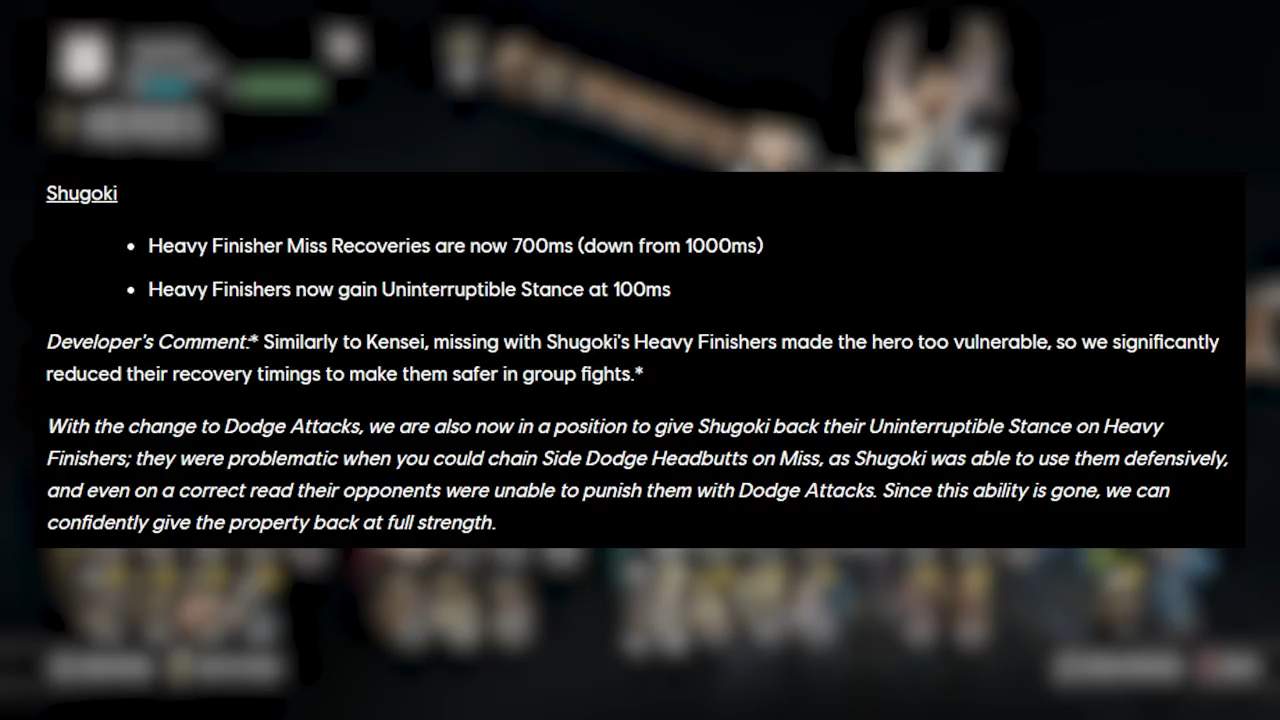 Shugoki
• Heavy Finisher Miss Recoveries are now 700ms (down from 1000ms)
• Heavy Finishers now gain Uninterruptible Stance at 100ms
Developer's Comment:* Similarly to Kensei, missing with Shugoki's Heavy Finishers made the hero too vulnerable, so we significantly
reduced their recovery timings to make them safer in group fights.*
With the change to Dodge Attacks, we are also now in a position to give Shugoki back their Uninterruptible Stance on Heavy
Finishers; they were problematic when you could chain Side Dodge Headbutts on Miss, as Shugoki was able to use them defensively,
and even on a correct read their opponents were unable to punish them with Dodge Attacks. Since this ability is gone, we can
confidently give the property back at full strength.